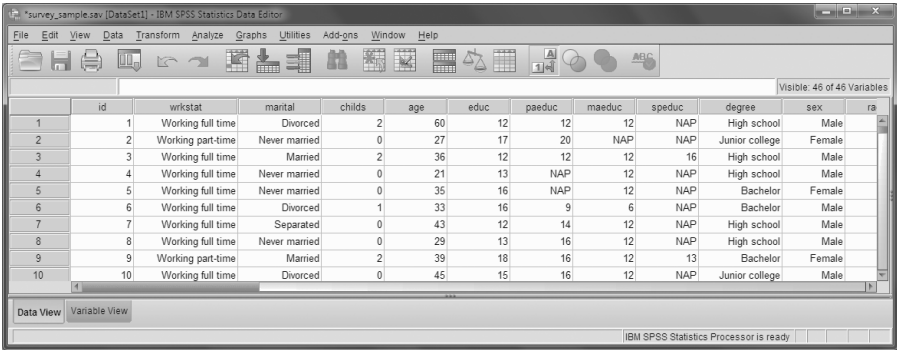 *survey_sample.sav [DataSet1] - IBM SPSS Statistics Data Editor
File Edit View Data Transform Analyze Graphs Utilities Add-ons Window Help
A
1 4 ABC
Visible: 46 of 46 Variables
id wrkstat marital childs age educ paeduc maeduc speduc degree sex ra
1 1 Working full time Divorced 2 60 12 12 12 NAP High school Male
2 2 Working part-time Never married 0 27 17 20 NAP NAP Junior college Female
3 3 Working full time Married 2 36 12 12 12 16 High school Male
4 4 Working full time Never married 0 21 13 NAP 12 NAP High school Male
5 5 Working full time Never married 0 35 16 NAP 12 NAP Bachelor Female
6 6 Working full time Divorced 1 33 16 9 6 NAP Bachelor Male
7 7 Working full time Separated 0 43 12 14 12 NAP High school Male
8 8 Working full time Never married 0 29 13 16 12 NAP High school Male
9 9 Working part-time Married 2 39 18 16 12 13 Bachelor Female
10 10 Working full time Divorced 0 45 15 16 12 NAP Junior college Male
Data View Variable View
IBM SPSS Statistics Processor is ready